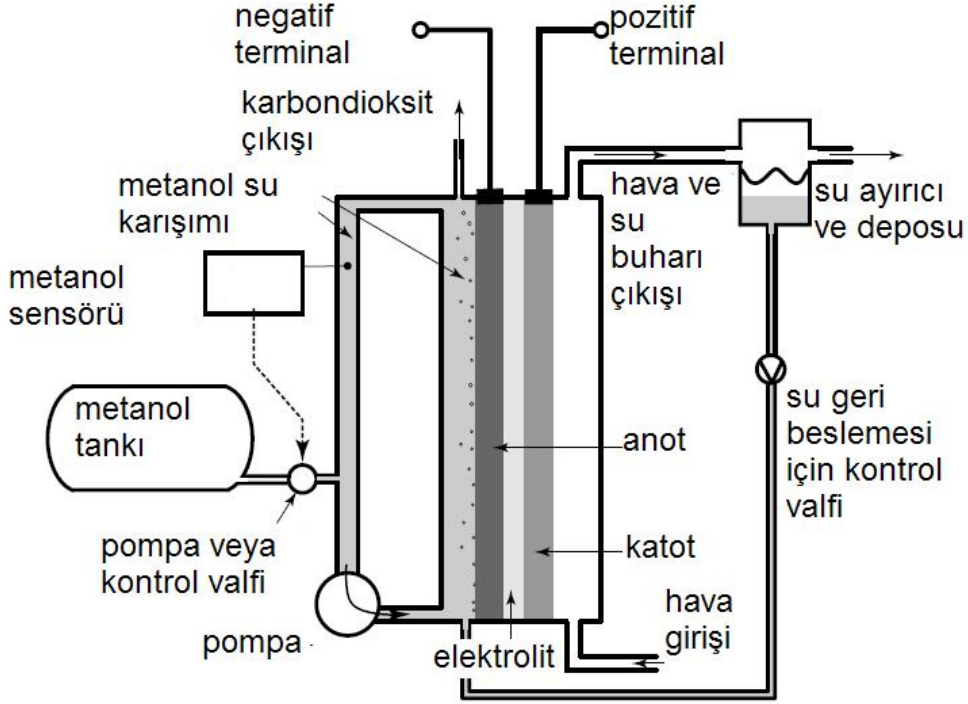 negatif
terminal
pozitif
terminal
karbondioksit
çıkışı
metanol su
karışımı
hava ve
su
buharı
çıkışı
su ayırıcı
ve deposu
metanol
sensörü
metanol
tankı
su geri
beslemesi
için kontrol
valfi
anot
katot
pompa veya
kontrol valfi
hava
girişi
pompa
elektrolit